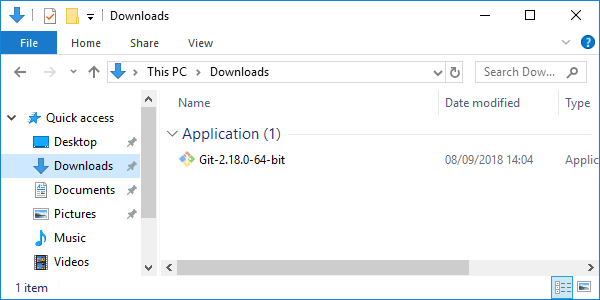 Downloads
File Home Share View
This PC Downloads Search Dow...
Name Date modified Type
Quick access
Application (1)
Desktop
Downloads Git-2.18.0-64-bit 08/09/2018 14:04 Applic
Documents
Pictures
Music
Videos
1 item